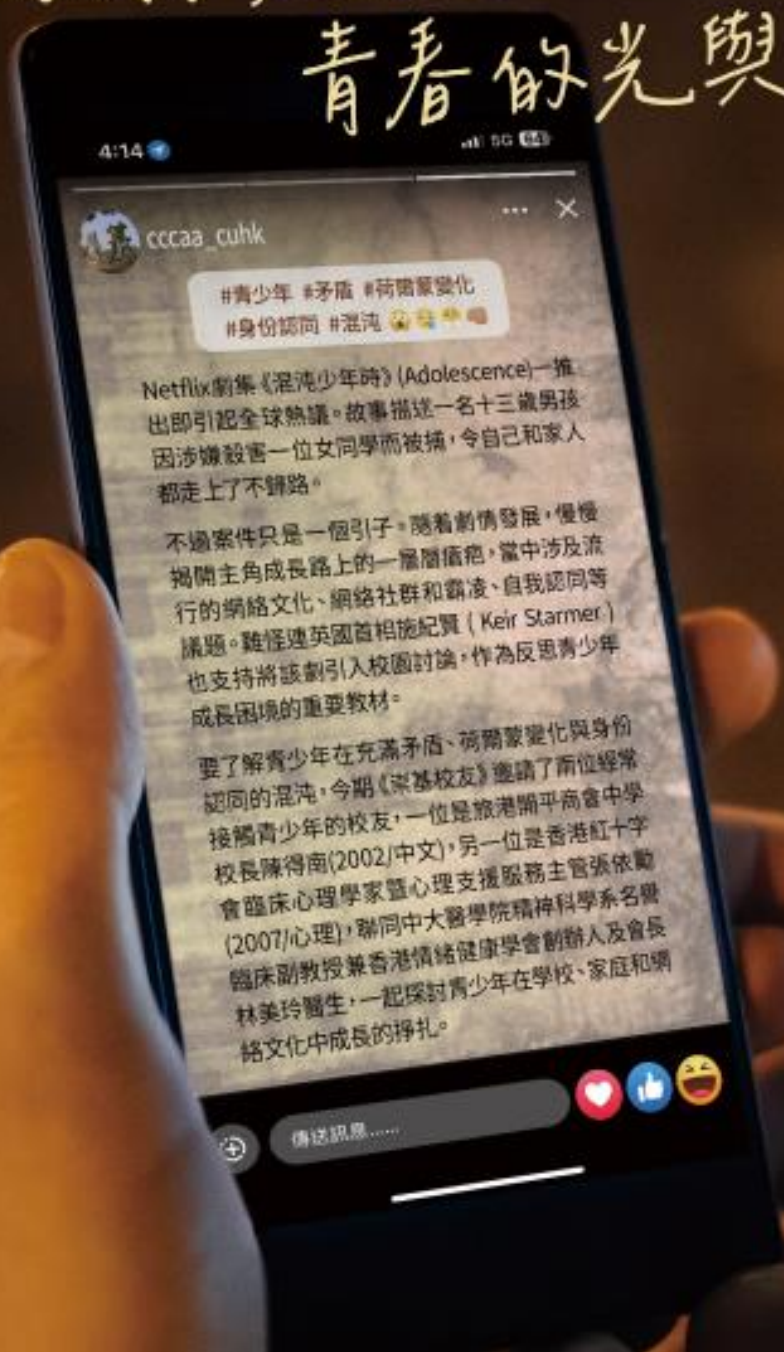 青春的光與
4:14
5G 64
cccaa_cuhk
#青少年 #矛盾 #荷爾蒙變化
#身份認同 #混沌
Netflix劇集《混沌少年時》(Adolescence)一推
出即引起全球熱議。故事描述一名十三歲男孩
因涉嫌殺害一位女同學而被捕，令自己和家人
都走上了不歸路。
不過案件只是一個引子。隨着劇情發展，慢慢
揭開主角成長路上的一層層瘡疤，當中涉及流
行的網絡文化、網絡社群和霸凌、自我認同等
議題。難怪連英國首相施紀賢 ( Keir Starmer )
也支持將該劇引入校園討論，作為反思青少年
成長困境的重要教材。
要了解青少年在充滿矛盾、荷爾蒙變化與身份
認同的混沌，今期《崇基校友》邀請了兩位經常
接觸青少年的校友，一位是旅港開平商會中學
校長陳得南(2002/中文)，另一位是香港紅十字
會臨床心理學家暨心理支援服務主管張依勵
(2007/心理)，聯同中大醫學院精神科學系名譽
臨床副教授兼香港情緒健康學會創辦人及會長
林美玲醫生，一起探討青少年在學校、家庭和網
絡文化中成長的掙扎。
傳送訊息......